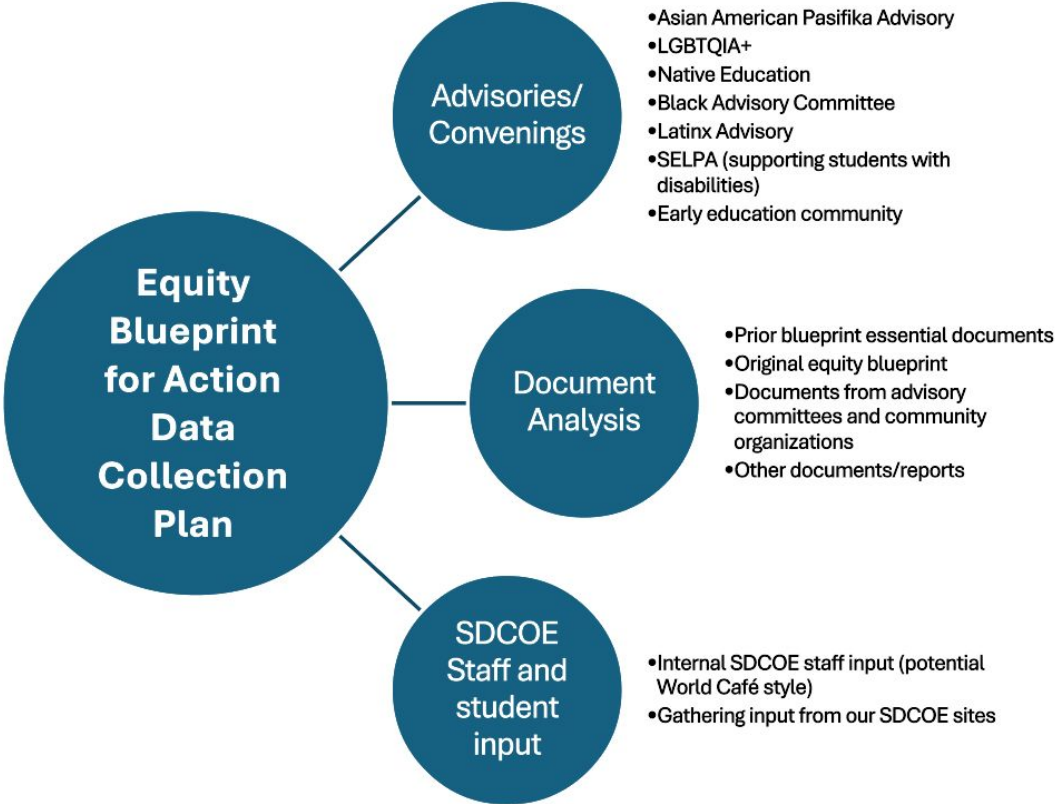 Equity
Blueprint
for Action
Data
Collection
Plan
Advisories/
Convenings
•Asian American Pasifika Advisory
•LGBTQIA+
•Native Education
•Black Advisory Committee
•Latinx Advisory
•SELPA (supporting students with
disabilities)
•Early education community
Document
Analysis
•Prior blueprint essential documents
•Original equity blueprint
•Documents from advisory
committees and community
organizations
•Other documents/reports
SDCOE
Staff and
student
input
•Internal SDCOE staff input (potential
World Café style)
•Gathering input from our SDCOE sites